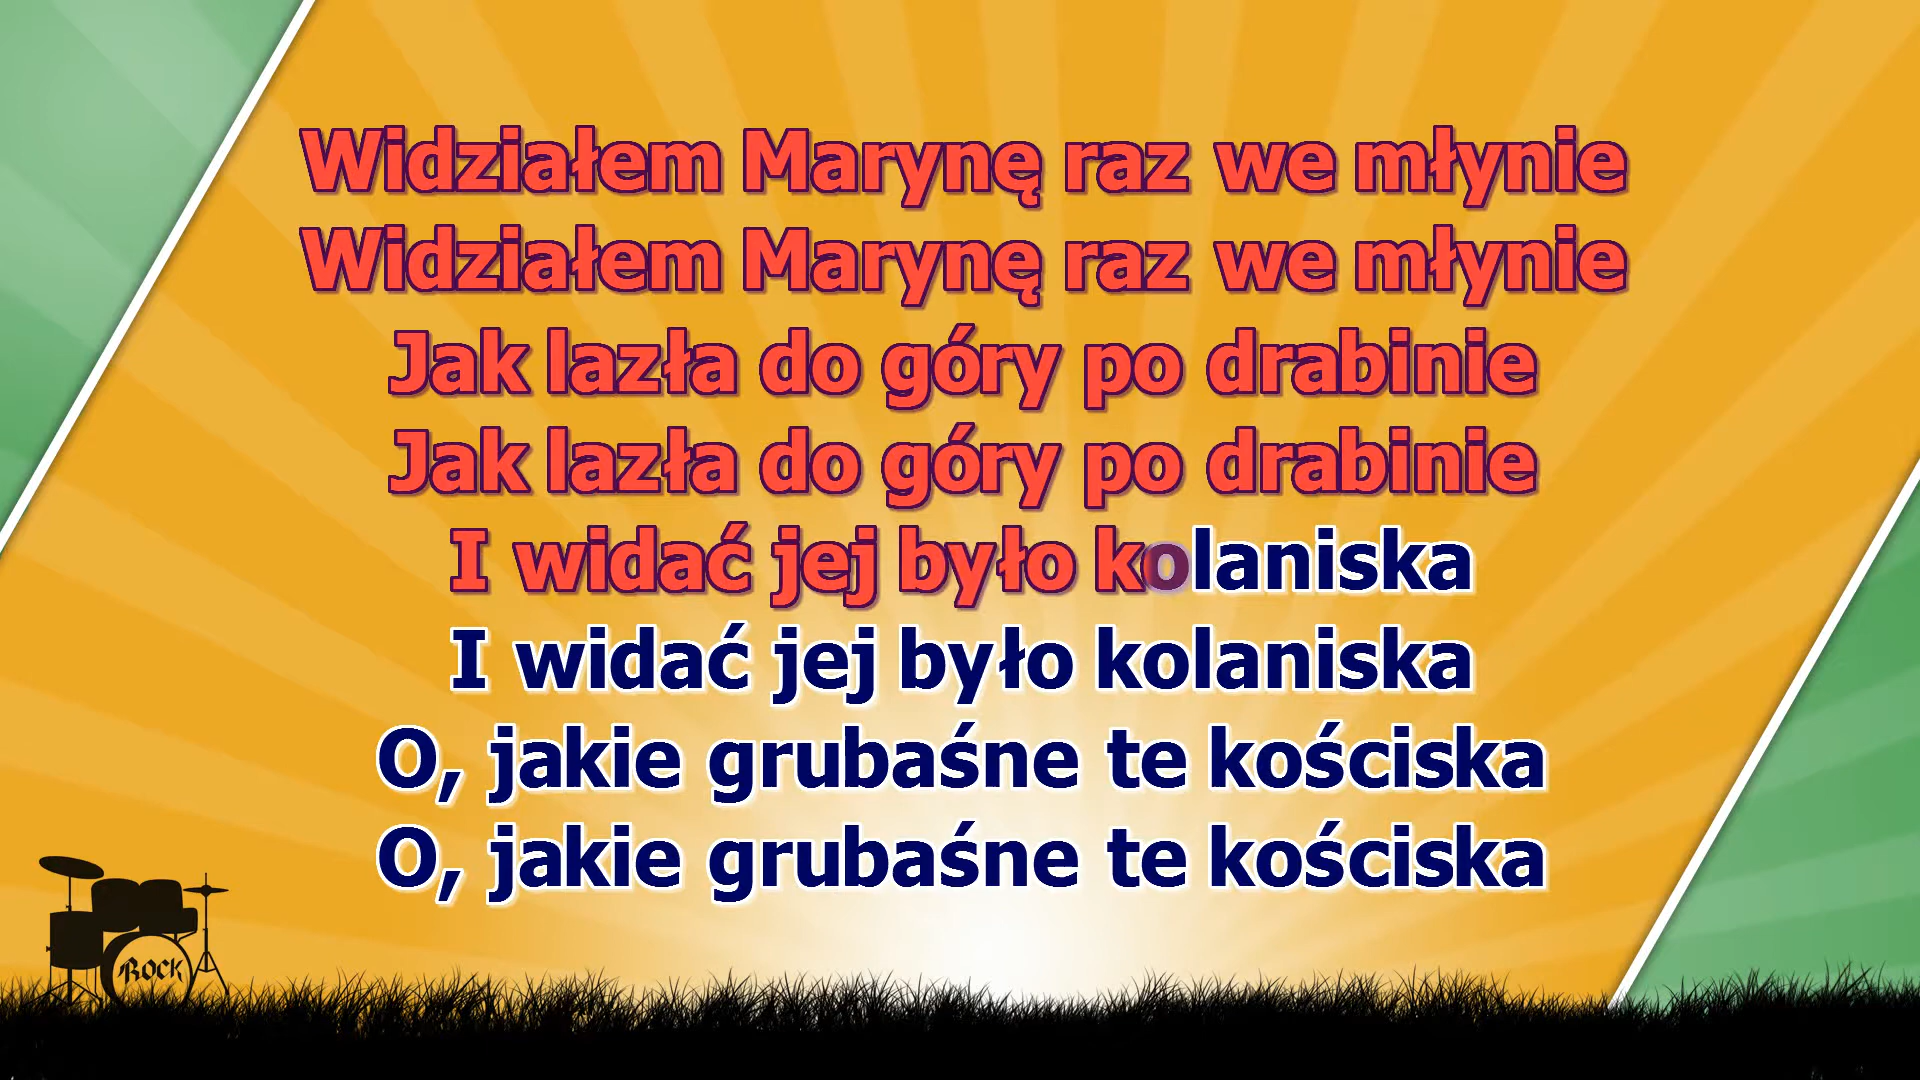 Widziałem Marynę raz we młynie
Widziałem Marynę raz we młynie
Jak lazła do góry po drabinie
Jak lazła do góry po drabinie
I widać jej było kolaniska
I widać jej było kolaniska
O, jakie grubaśne te kościska
O, jakie grubaśne te kościska
ROCK